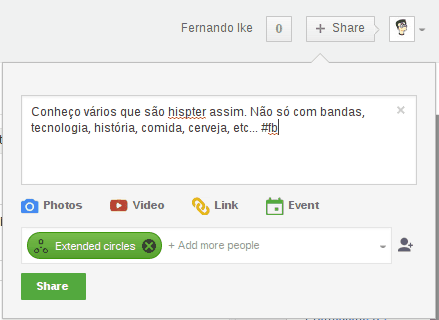 Fernando Ike 0 + Share
Conheço vários que são hispter assim. Não só com bandas,
tecnologia, história, comida, cerveja, etc... #fb
Photos Video Link Event
Extended circles + Add more people
Share